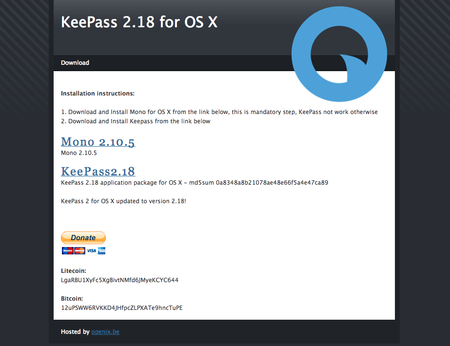 KeePass 2.18 for OS X
Download
Installation instructions:
1. Download and Install Mono for OS X from the link below, this is mandatory step, KeePass not work otherwise
2. Download and Install Keepass from the link below
Mono 2.10.5
Mono 2.10.5
KeePass2.18
KeePass 2.18 application package for OS X - md5sum 0a8348a8b21078ae48e66f5a4e47ca89
KeePass 2 for OS X updated to version 2.18!
Donate
VISA
Litecoin:
LgaRBU1XyFc5XgBivtNMfd6JMyeKCYC644
Bitcoin:
12uPSWW6RVKKD4JHfpcZLPXATe9hncTuPE
Hosted by openix.be